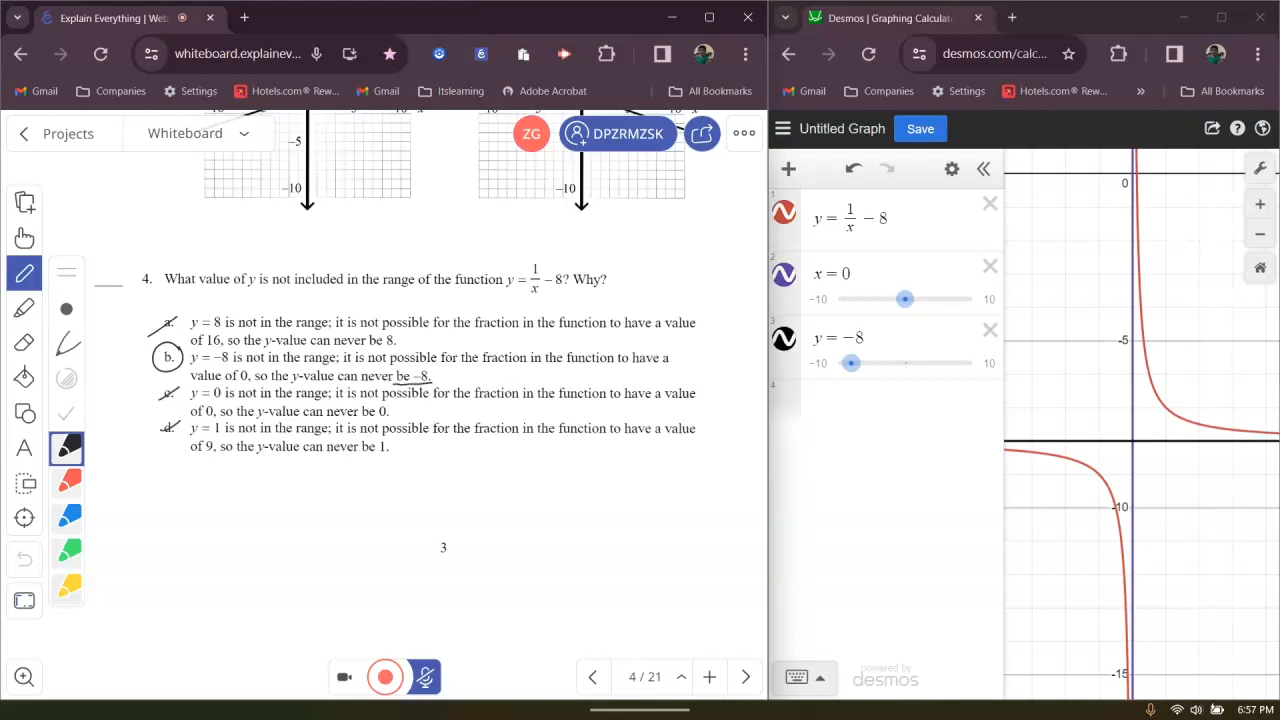 Explain Everything | Web
Desmos | Graphing Calculat
whiteboard.explainev...
desmos.com/calc...
Gmail
Companies
Settings
Hotels.com® Rew...
Gmail
Itslearning
Adobe Acrobat
All Bookmarks
Gmail
Companies
Settings
Hotels.com® Rew...
»
All Bookmarks
Projects
Whiteboard
ZG
DPZRMZSK
Untitled Graph
Save
−5
−10
−10
4. What value of y is not included in the range of the function y = 1/x − 8? Why?
a. y = 8 is not in the range; it is not possible for the fraction in the function to have a value
of 16, so the y-value can never be 8.
b. y = −8 is not in the range; it is not possible for the fraction in the function to have a
value of 0, so the y-value can never be −8.
c. y = 0 is not in the range; it is not possible for the fraction in the function to have a value
of 0, so the y-value can never be 0.
d. y = 1 is not in the range; it is not possible for the fraction in the function to have a value
of 9, so the y-value can never be 1.
3
4 / 21
1
y = 1/x − 8
2
x = 0
-10
10
3
y = −8
-10
10
4
powered by
desmos
0
-5
-10
-15
6:57 PM